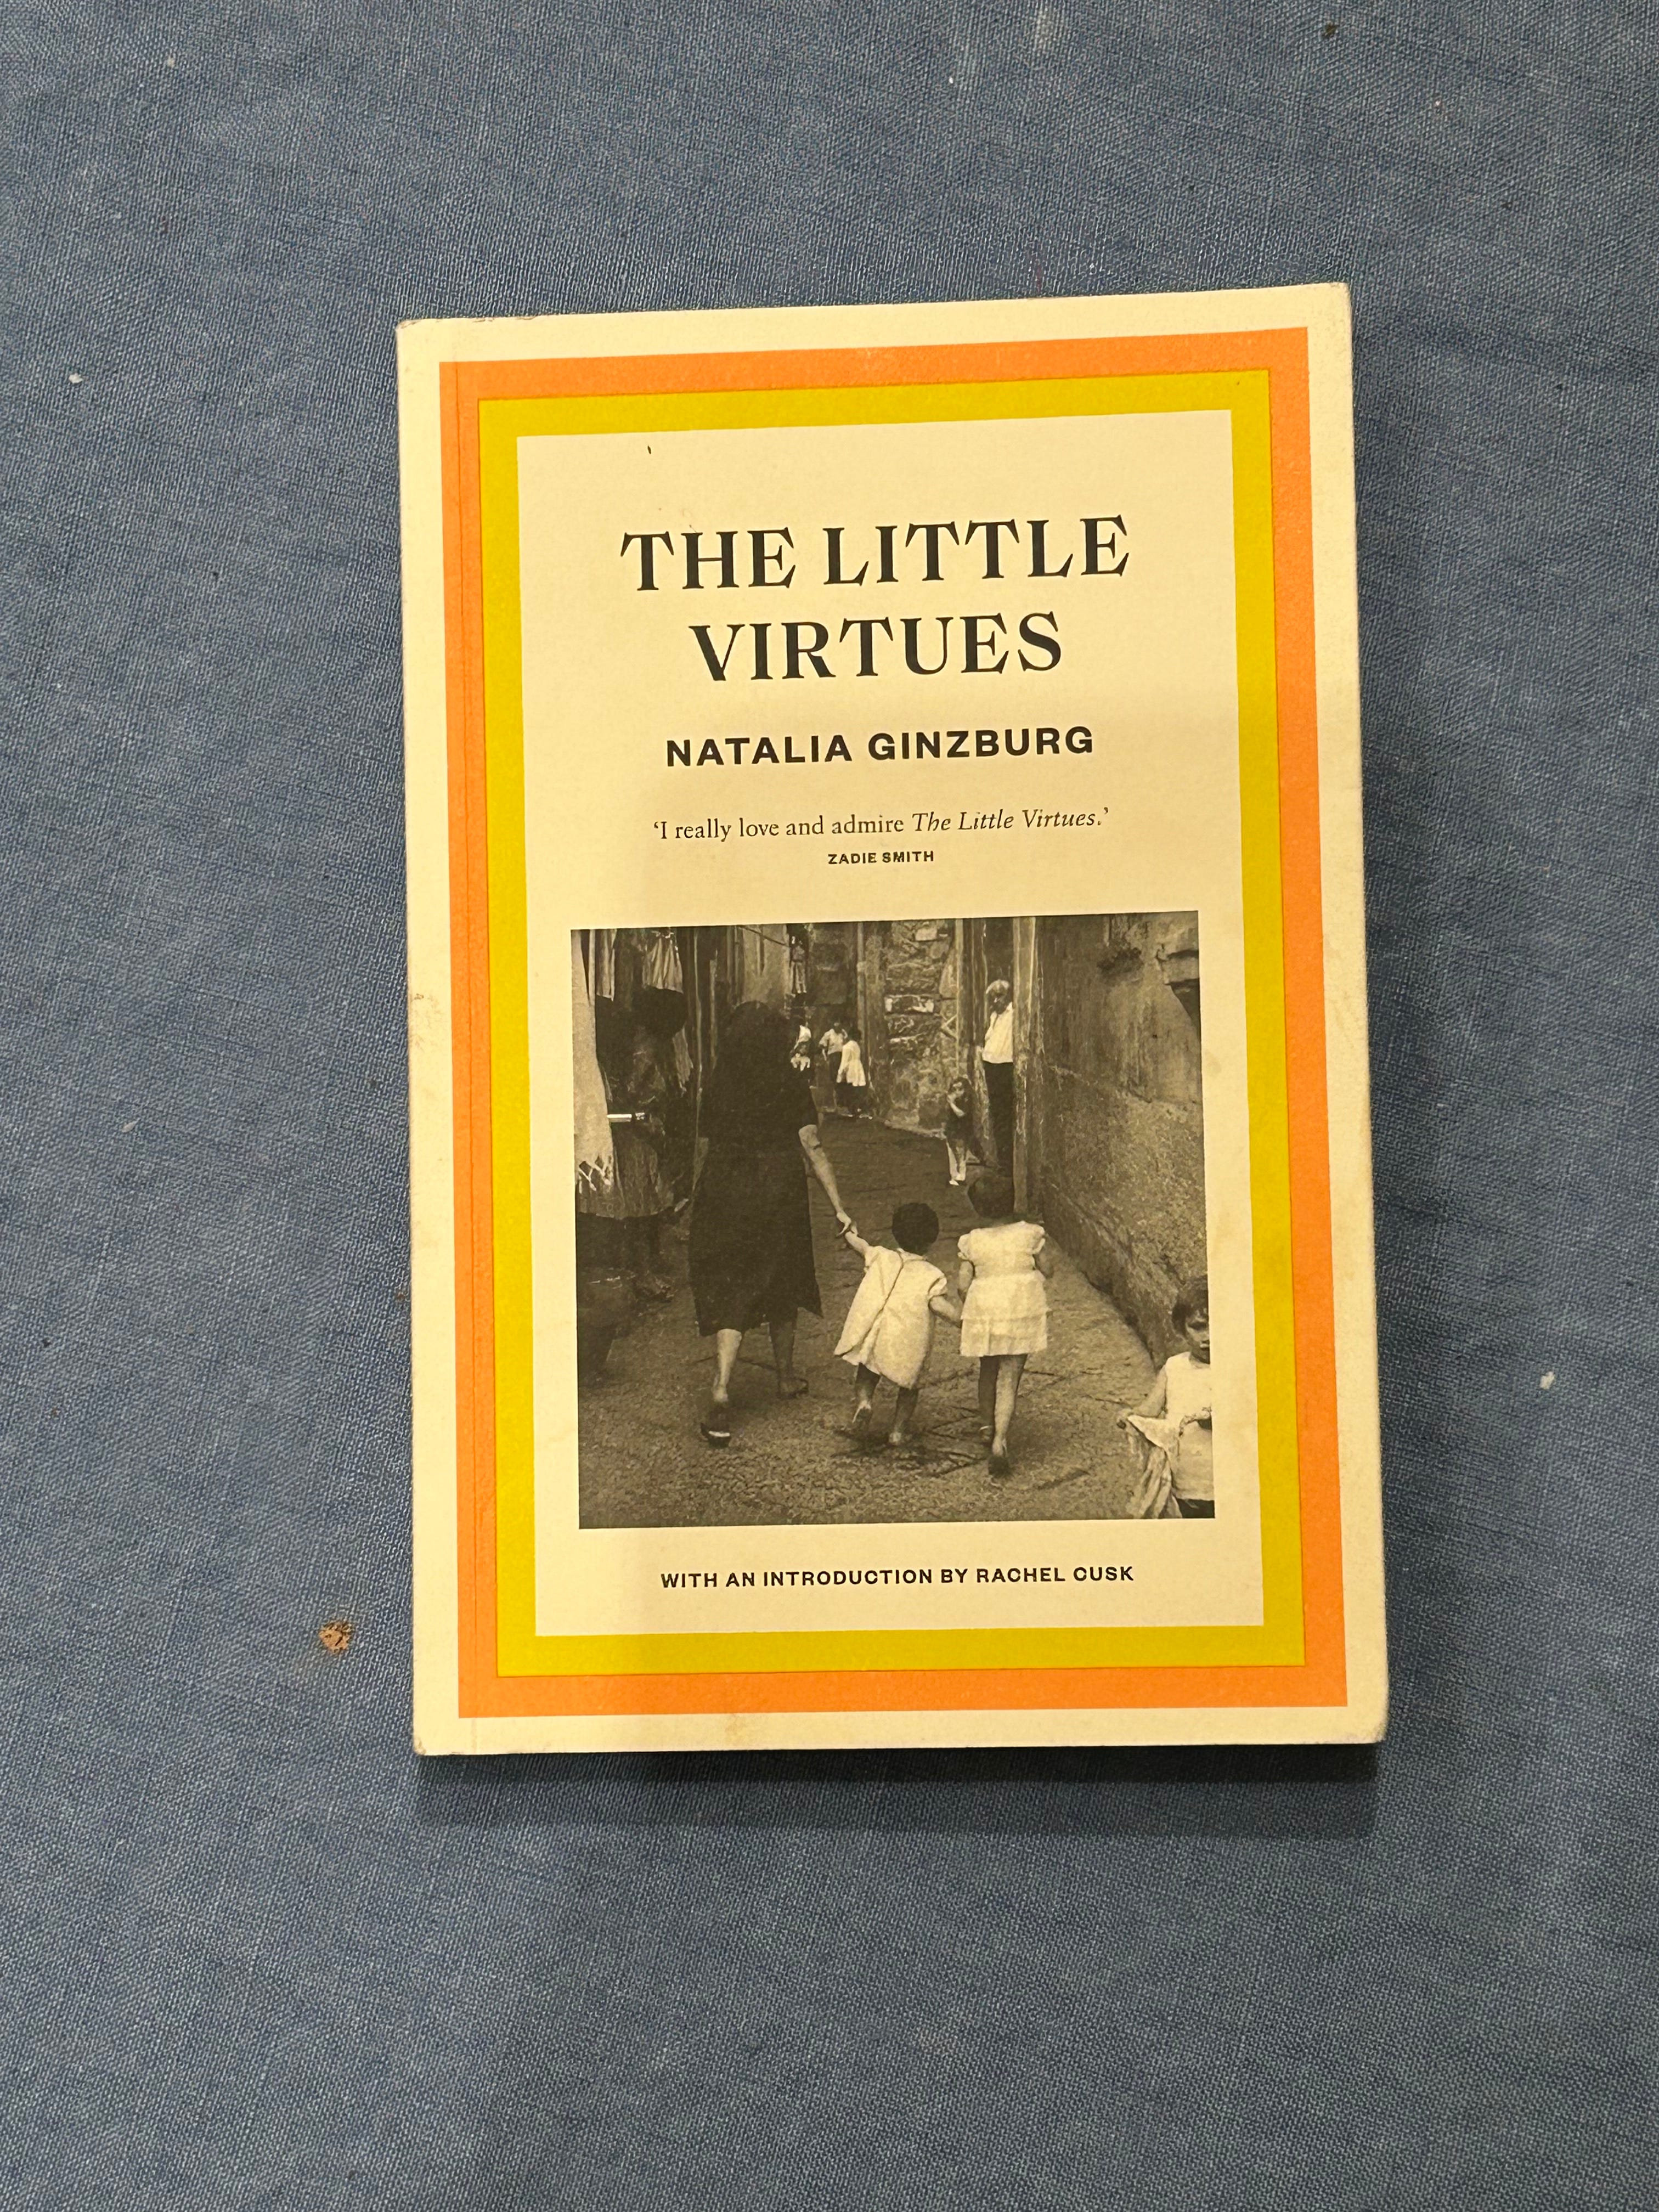 THE LITTLE
VIRTUES
NATALIA GINZBURG
‘I really love and admire The Little Virtues.’
ZADIE SMITH
WITH AN INTRODUCTION BY RACHEL CUSK